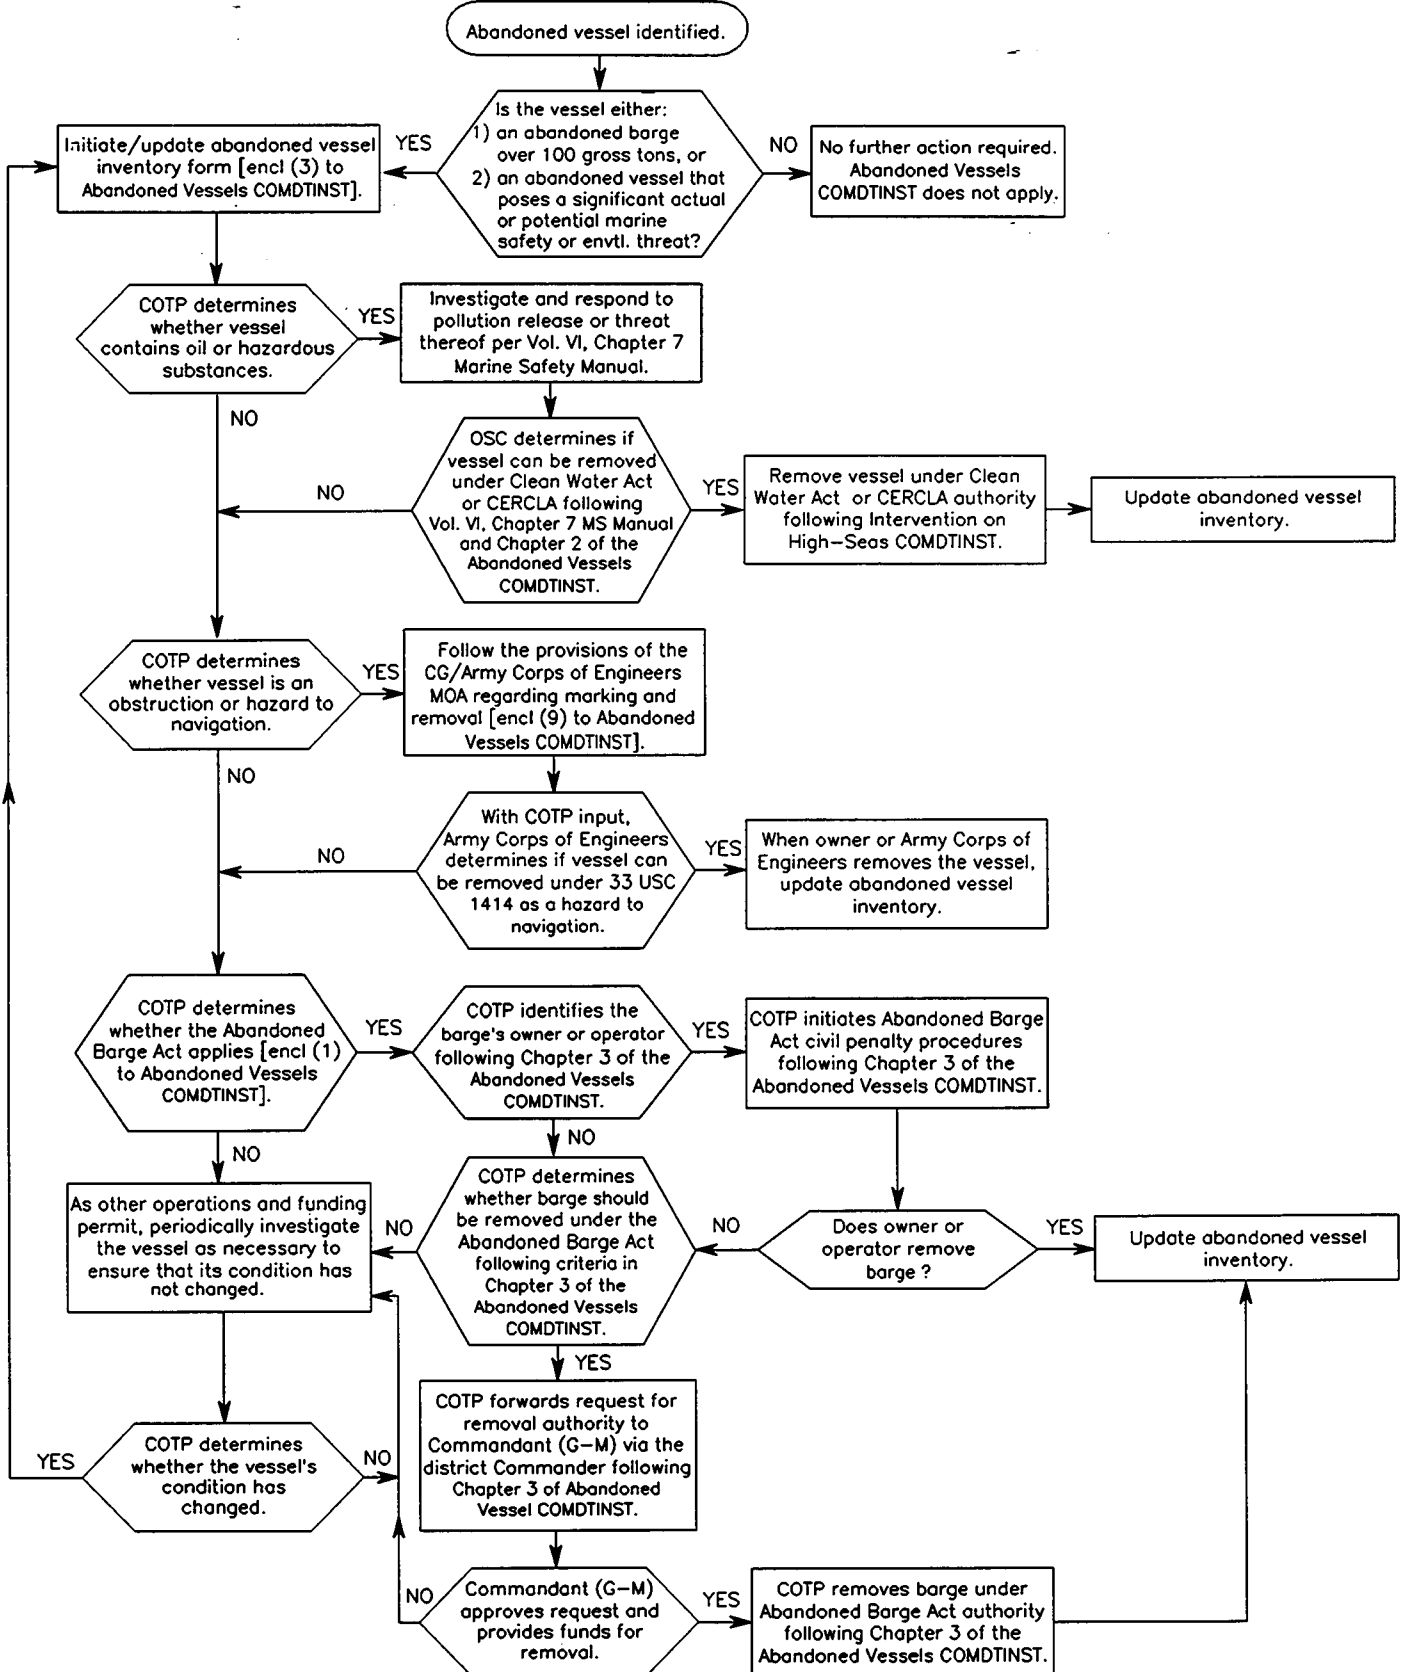 Abandoned vessel identified.
Is the vessel either:
1) an abandoned barge
over 100 gross tons, or
2) an abandoned vessel that
poses a significant actual
or potential marine
safety or envtl. threat?
YES
NO
Initiate/update abandoned vessel
inventory form [encl (3) to
Abandoned Vessels COMDTINST].
No further action required.
Abandoned Vessels
COMDTINST does not apply.
COTP determines
whether vessel
contains oil or hazardous
substances.
YES
NO
Investigate and respond to
pollution release or threat
thereof per Vol. VI, Chapter 7
Marine Safety Manual.
OSC determines if
vessel can be removed
under Clean Water Act
or CERCLA following
Vol. VI, Chapter 7 MS Manual
and Chapter 2 of the
Abandoned Vessels
COMDTINST.
NO
YES
Remove vessel under Clean
Water Act or CERCLA authority
following Intervention on
High-Seas COMDTINST.
Update abandoned vessel
inventory.
COTP determines
whether vessel is an
obstruction or hazard to
navigation.
YES
NO
Follow the provisions of the
CG/Army Corps of Engineers
MOA regarding marking and
removal [encl (9) to Abandoned
Vessels COMDTINST].
With COTP input,
Army Corps of Engineers
determines if vessel can
be removed under 33 USC
1414 as a hazard to
navigation.
NO
YES
When owner or Army Corps of
Engineers removes the vessel,
update abandoned vessel
inventory.
COTP determines
whether the Abandoned
Barge Act applies [encl (1)
to Abandoned Vessels
COMDTINST].
YES
NO
COTP identifies the
barge's owner or operator
following Chapter 3 of the
Abandoned Vessels
COMDTINST.
YES
NO
COTP initiates Abandoned Barge
Act civil penalty procedures
following Chapter 3 of the
Abandoned Vessels COMDTINST.
As other operations and funding
permit, periodically investigate
the vessel as necessary to
ensure that its condition has
not changed.
COTP determines
whether barge should
be removed under the
Abandoned Barge Act
following criteria in
Chapter 3 of the
Abandoned Vessels
COMDTINST.
NO
YES
Does owner or
operator remove
barge ?
NO
YES
Update abandoned vessel
inventory.
COTP forwards request for
removal authority to
Commandant (G-M) via the
district Commander following
Chapter 3 of Abandoned
Vessel COMDTINST.
COTP determines
whether the vessel's
condition has
changed.
YES
NO
Commandant (G-M)
approves request and
provides funds for
removal.
NO
YES
COTP removes barge under
Abandoned Barge Act authority
following Chapter 3 of the
Abandoned Vessels COMDTINST.